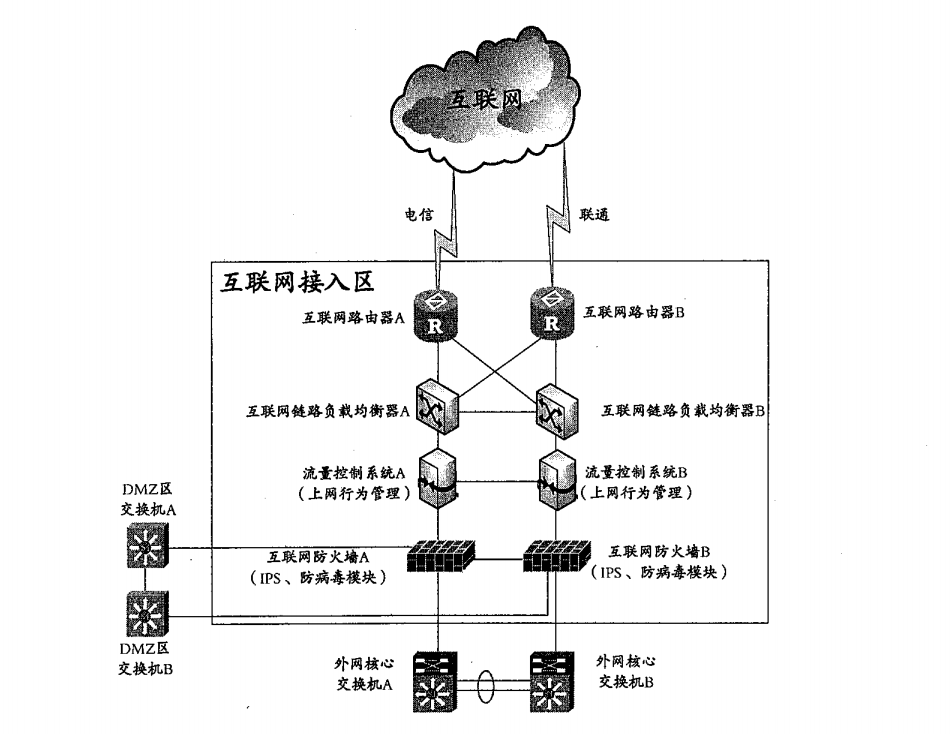 互联网
电信
联通
互联网接入区
互联网路由器A
R
R
互联网路由器B
互联网链路负载均衡器A
互联网链路负载均衡器B
流量控制系统A
（上网行为管理）
流量控制系统B
（上网行为管理）
DMZ区
交换机A
互联网防火墙A
（IPS、防病毒模块）
互联网防火墙B
（IPS、防病毒模块）
DMZ区
交换机B
外网核心
交换机A
外网核心
交换机B